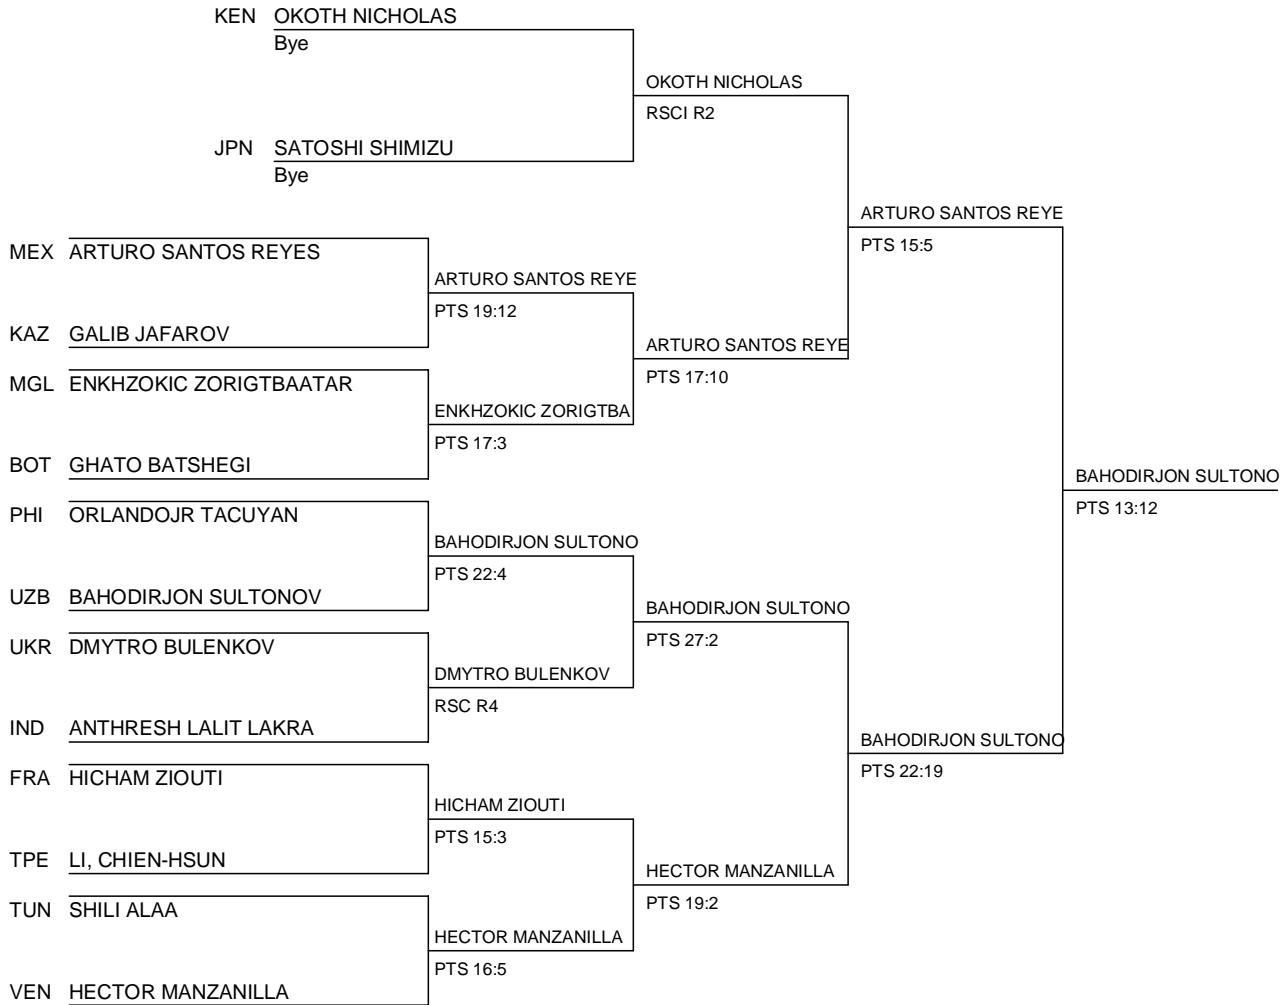 KEN OKOTH NICHOLAS
Bye
OKOTH NICHOLAS
RSCI R2
JPN SATOSHI SHIMIZU
Bye
ARTURO SANTOS REYE
PTS 15:5
MEX ARTURO SANTOS REYES
ARTURO SANTOS REYE
PTS 19:12
KAZ GALIB JAFAROV
ARTURO SANTOS REYE
PTS 17:10
MGL ENKHZOKIC ZORIGTBAATAR
ENKHZOKIC ZORIGTBA
PTS 17:3
BOT GHATO BATSHEGI
BAHODIRJON SULTONO
PTS 13:12
PHI ORLANDOJR TACUYAN
BAHODIRJON SULTONO
PTS 22:4
UZB BAHODIRJON SULTONOV
BAHODIRJON SULTONO
PTS 27:2
UKR DMYTRO BULENKOV
DMYTRO BULENKOV
RSC R4
IND ANTHRESH LALIT LAKRA
BAHODIRJON SULTONO
PTS 22:19
FRA HICHAM ZIOUTI
HICHAM ZIOUTI
PTS 15:3
TPE LI, CHIEN-HSUN
HECTOR MANZANILLA
PTS 19:2
TUN SHILI ALAA
HECTOR MANZANILLA
PTS 16:5
VEN HECTOR MANZANILLA